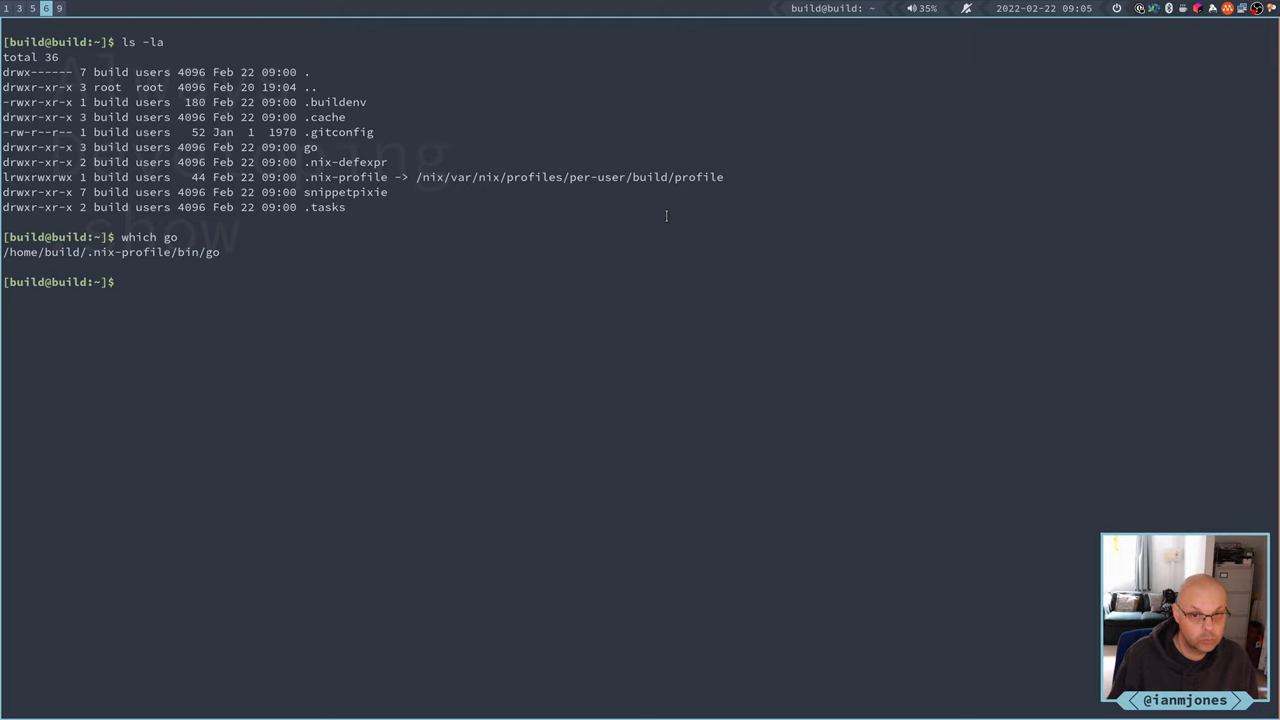 1 3 5 6 9 build@build: ~ 35% 2022-02-22 09:05
[build@build:~]$ ls -la
total 36
drwx------ 7 build users 4096 Feb 22 09:00 .
drwxr-xr-x 3 root  root  4096 Feb 20 19:04 ..
-rwxr-xr-x 1 build users  180 Feb 22 09:00 .buildenv
drwxr-xr-x 3 build users 4096 Feb 22 09:00 .cache
-rw-r--r-- 1 build users   52 Jan  1  1970 .gitconfig
drwxr-xr-x 3 build users 4096 Feb 22 09:00 go
drwxr-xr-x 2 build users 4096 Feb 22 09:00 .nix-defexpr
lrwxrwxrwx 1 build users   44 Feb 22 09:00 .nix-profile -> /nix/var/nix/profiles/per-user/build/profile
drwxr-xr-x 7 build users 4096 Feb 22 09:00 snippetpixie
drwxr-xr-x 2 build users 4096 Feb 22 09:00 .tasks
show
[build@build:~]$ which go
/home/build/.nix-profile/bin/go
[build@build:~]$
@ianmjones